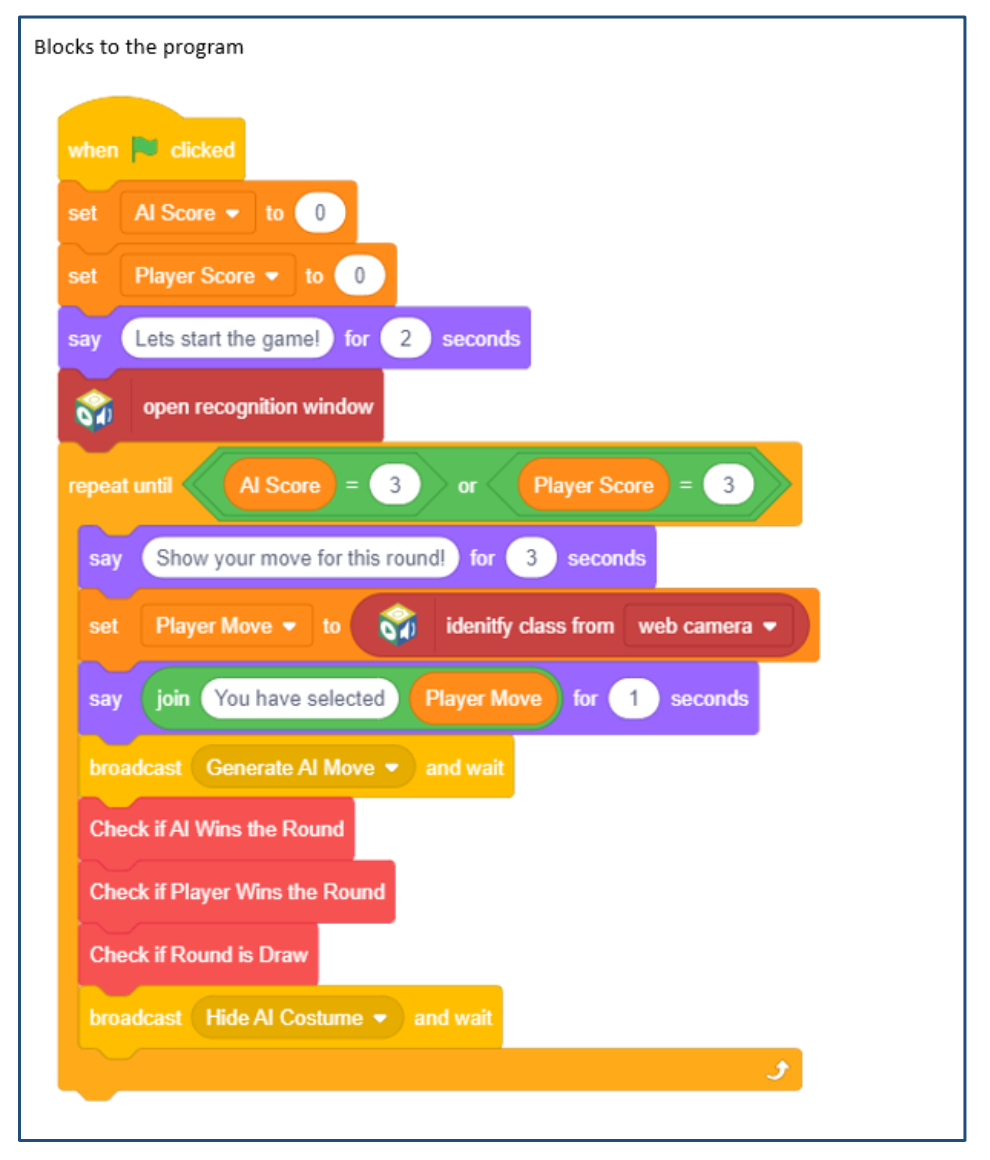 Blocks to the program
when clicked
set AI Score to 0
set Player Score to 0
say Lets start the game! for 2 seconds
open recognition window
repeat until AI Score = 3 or Player Score = 3
say Show your move for this round! for 3 seconds
set Player Move to idenitfy class from web camera
say join You have selected Player Move for 1 seconds
broadcast Generate AI Move and wait
Check if AI Wins the Round
Check if Player Wins the Round
Check if Round is Draw
broadcast Hide AI Costume and wait